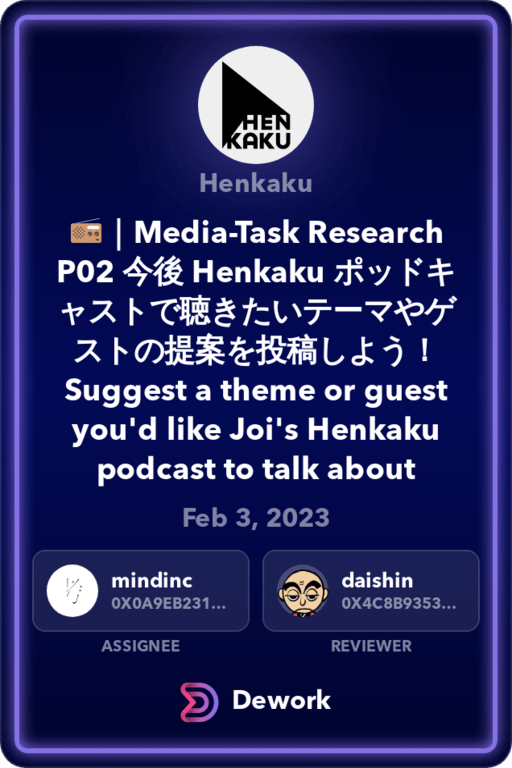 HEN
KAKU
Henkaku
📻｜Media-Task Research
P02 今後 Henkaku ポッドキ
ャストで聴きたいテーマやゲ
ストの提案を投稿しよう！
Suggest a theme or guest
you'd like Joi's Henkaku
podcast to talk about
Feb 3, 2023
mindinc
0X0A9EB231...
ASSIGNEE
daishin
0X4C8B9353...
REVIEWER
Dework